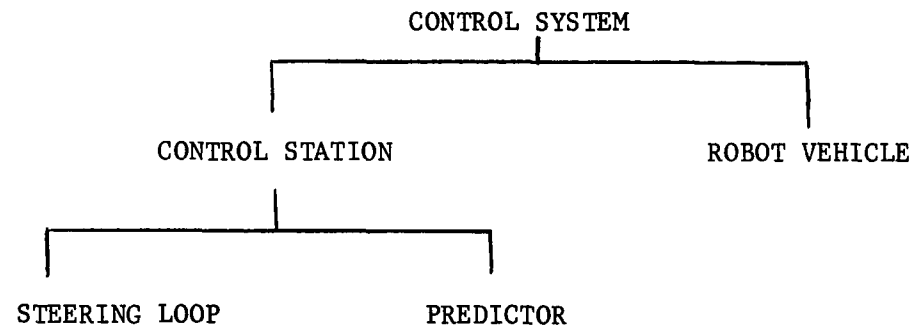 CONTROL SYSTEM
CONTROL STATION ROBOT VEHICLE
STEERING LOOP PREDICTOR